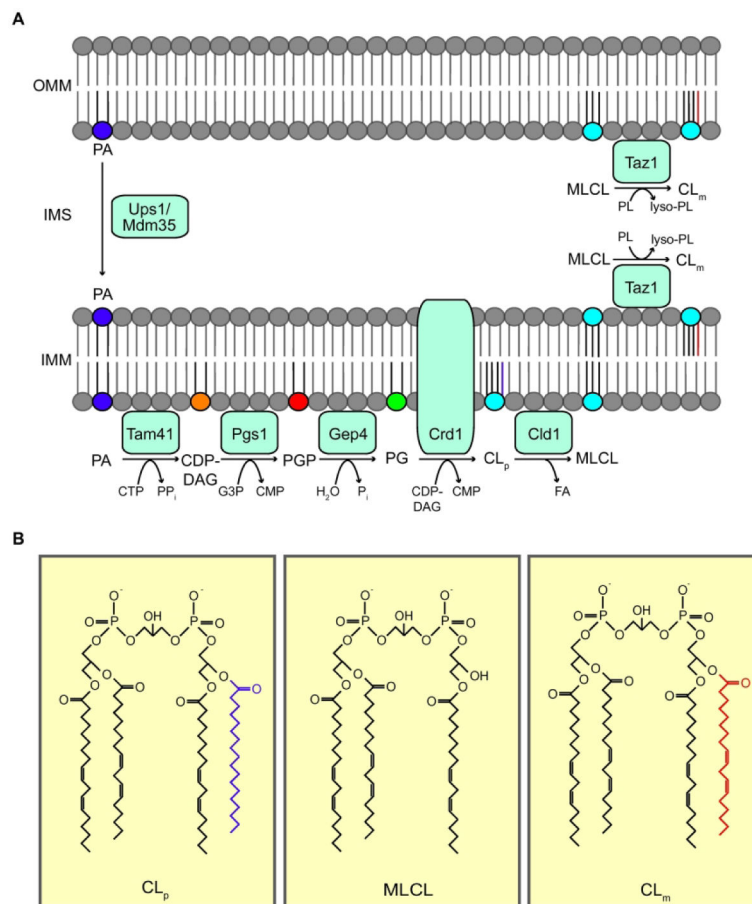 A
OMM
PA
Taz1
MLCL CLm
PL lyso-PL
IMS
Ups1/
Mdm35
PL lyso-PL
MLCL CLm
Taz1
PA
IMM
Tam41 Pgs1 Gep4 Crd1 Cld1
PA CDP-
DAG PGP PG CLp MLCL
CTP PPi G3P CMP H2O Pi CDP-
DAG CMP FA
B
O- O- OH O P P O O O O O O O O O O O O O
CLp
O- O- OH O P P O O O O O O O OH O O O O
MLCL
O- O- OH O P P O O O O O O O O O O O O O
CLm